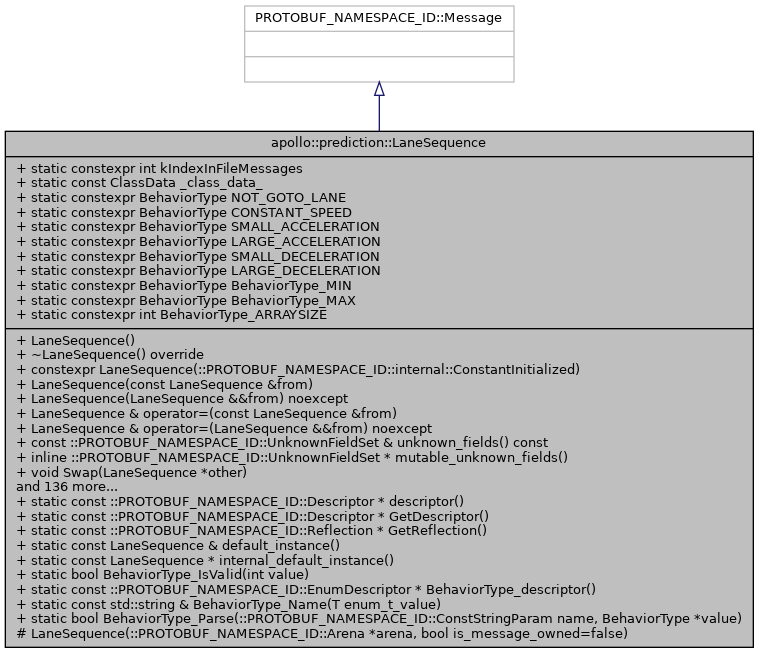 PROTOBUF_NAMESPACE_ID::Message
apollo::prediction::LaneSequence
+ static constexpr int kIndexInFileMessages
+ static const ClassData _class_data_
+ static constexpr BehaviorType NOT_GOTO_LANE
+ static constexpr BehaviorType CONSTANT_SPEED
+ static constexpr BehaviorType SMALL_ACCELERATION
+ static constexpr BehaviorType LARGE_ACCELERATION
+ static constexpr BehaviorType SMALL_DECELERATION
+ static constexpr BehaviorType LARGE_DECELERATION
+ static constexpr BehaviorType BehaviorType_MIN
+ static constexpr BehaviorType BehaviorType_MAX
+ static constexpr int BehaviorType_ARRAYSIZE
+ LaneSequence()
+ ~LaneSequence() override
+ constexpr LaneSequence(::PROTOBUF_NAMESPACE_ID::internal::ConstantInitialized)
+ LaneSequence(const LaneSequence &from)
+ LaneSequence(LaneSequence &&from) noexcept
+ LaneSequence & operator=(const LaneSequence &from)
+ LaneSequence & operator=(LaneSequence &&from) noexcept
+ const ::PROTOBUF_NAMESPACE_ID::UnknownFieldSet & unknown_fields() const
+ inline ::PROTOBUF_NAMESPACE_ID::UnknownFieldSet * mutable_unknown_fields()
+ void Swap(LaneSequence *other)
and 136 more...
+ static const ::PROTOBUF_NAMESPACE_ID::Descriptor * descriptor()
+ static const ::PROTOBUF_NAMESPACE_ID::Descriptor * GetDescriptor()
+ static const ::PROTOBUF_NAMESPACE_ID::Reflection * GetReflection()
+ static const LaneSequence & default_instance()
+ static const LaneSequence * internal_default_instance()
+ static bool BehaviorType_IsValid(int value)
+ static const ::PROTOBUF_NAMESPACE_ID::EnumDescriptor * BehaviorType_descriptor()
+ static const std::string & BehaviorType_Name(T enum_t_value)
+ static bool BehaviorType_Parse(::PROTOBUF_NAMESPACE_ID::ConstStringParam name, BehaviorType *value)
# LaneSequence(::PROTOBUF_NAMESPACE_ID::Arena *arena, bool is_message_owned=false)